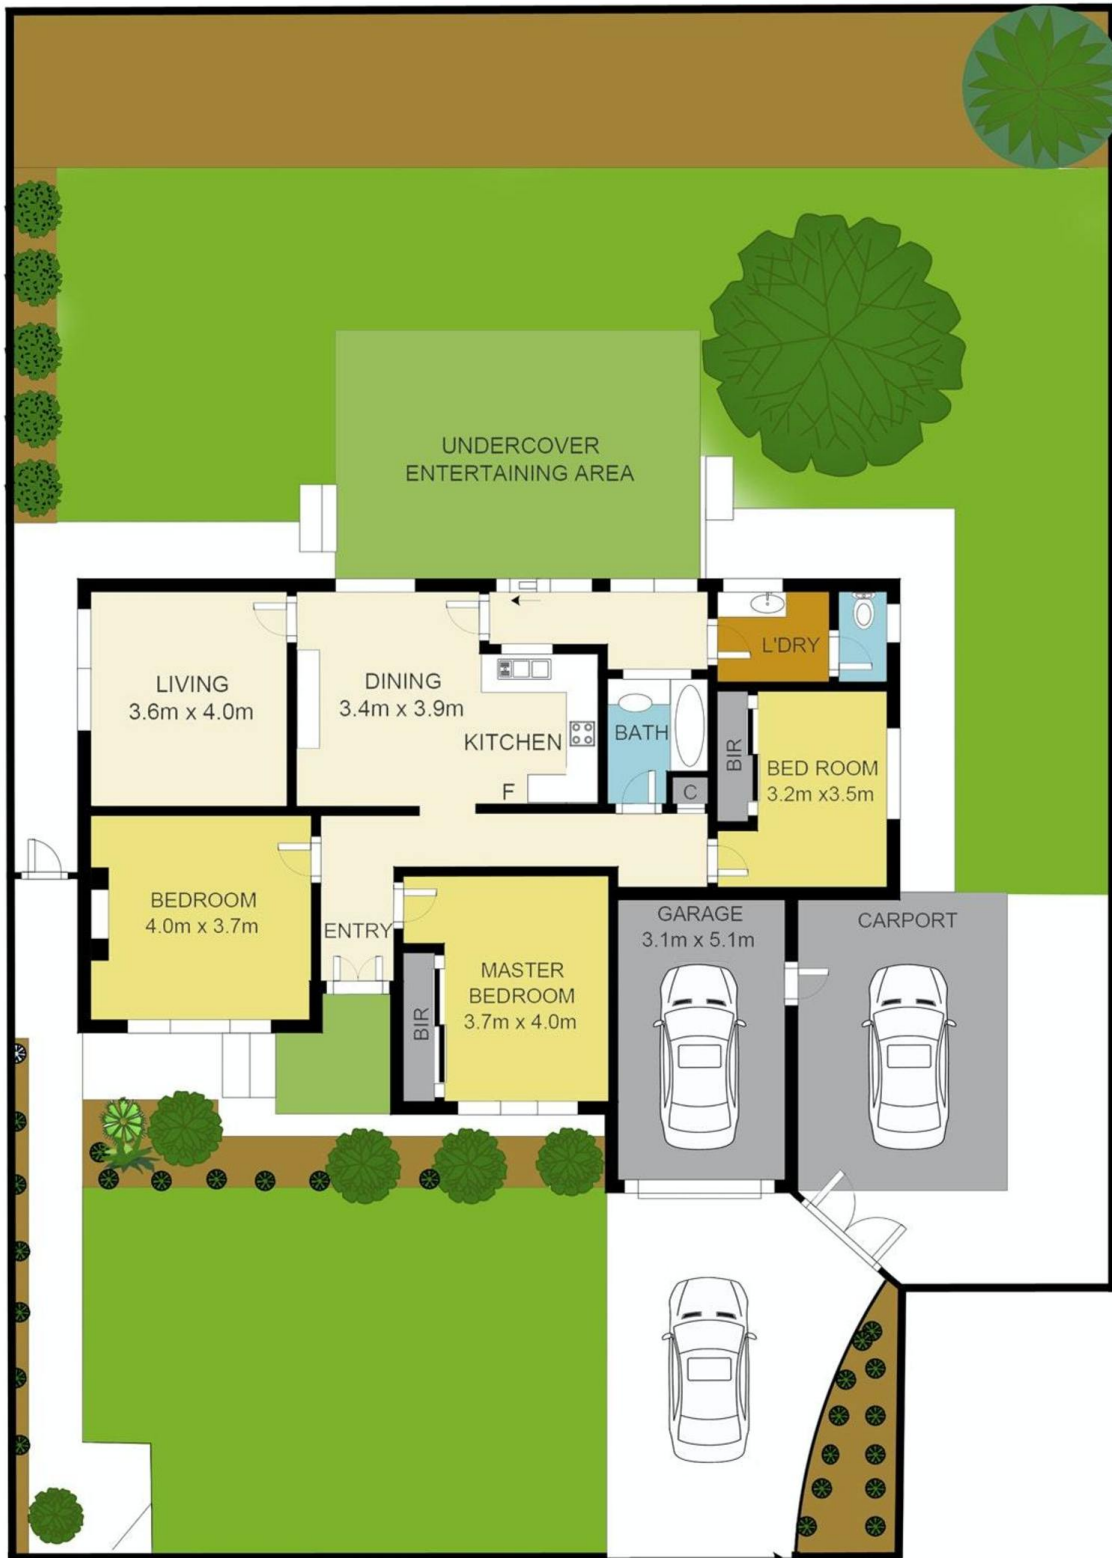 UNDERCOVER
ENTERTAINING AREA
LIVING
3.6m x 4.0m
DINING
3.4m x 3.9m
KITCHEN
F
L'DRY
BATH
C
BIR
BED ROOM
3.2m x3.5m
BEDROOM
4.0m x 3.7m
ENTRY
BIR
MASTER
BEDROOM
3.7m x 4.0m
GARAGE
3.1m x 5.1m
CARPORT